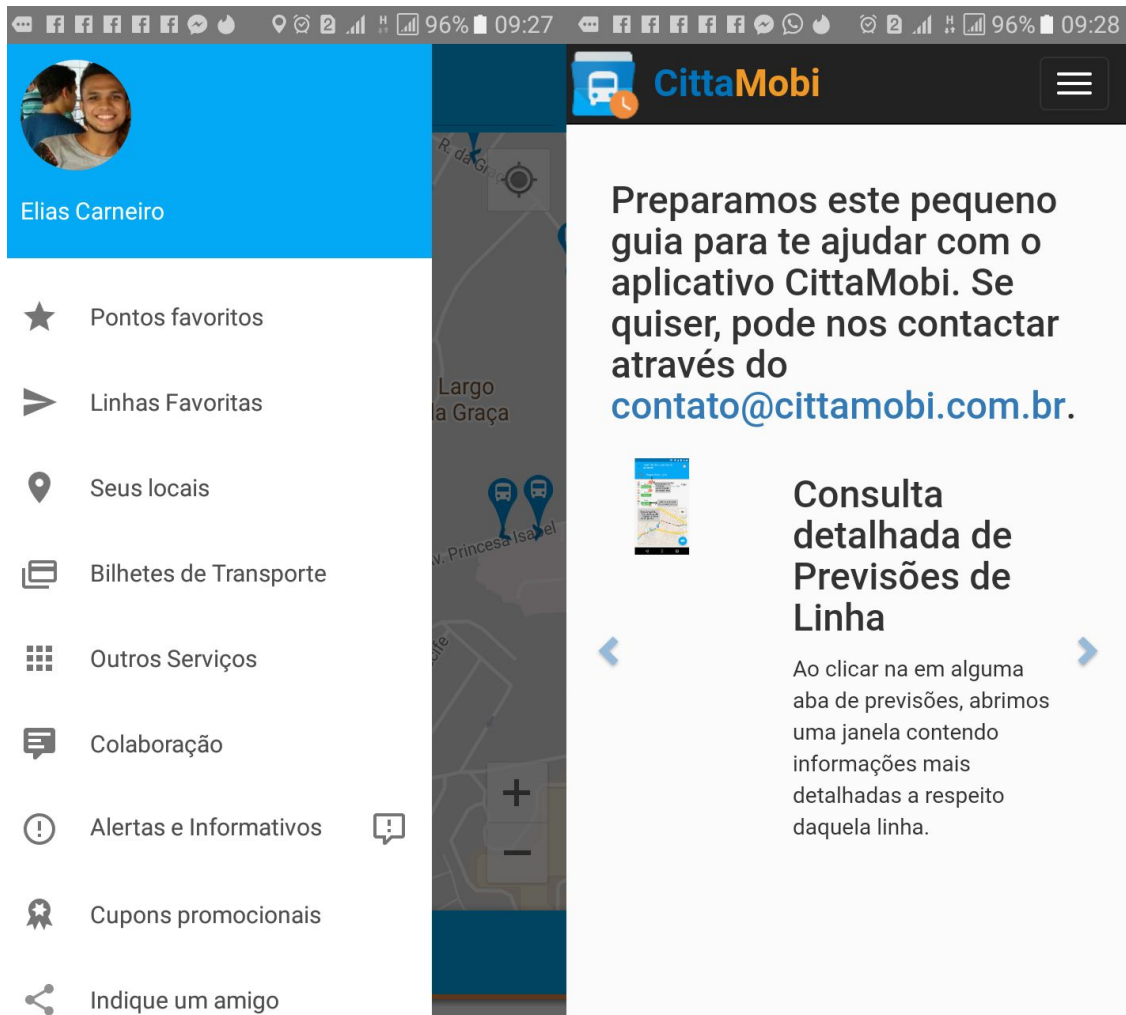 96% 09:27
Elias Carneiro
Pontos favoritos
Linhas Favoritas
Seus locais
Bilhetes de Transporte
Outros Serviços
Colaboração
Alertas e Informativos
Cupons promocionais
Indique um amigo
R. da Graça
Largo
da Graça
Av. Princesa Isabel
96% 09:28
CittaMobi
Preparamos este pequeno
guia para te ajudar com o
aplicativo CittaMobi. Se
quiser, pode nos contactar
através do
contato@cittamobi.com.br.
Consulta
detalhada de
Previsões de
Linha
Ao clicar na em alguma
aba de previsões, abrimos
uma janela contendo
informações mais
detalhadas a respeito
daquela linha.